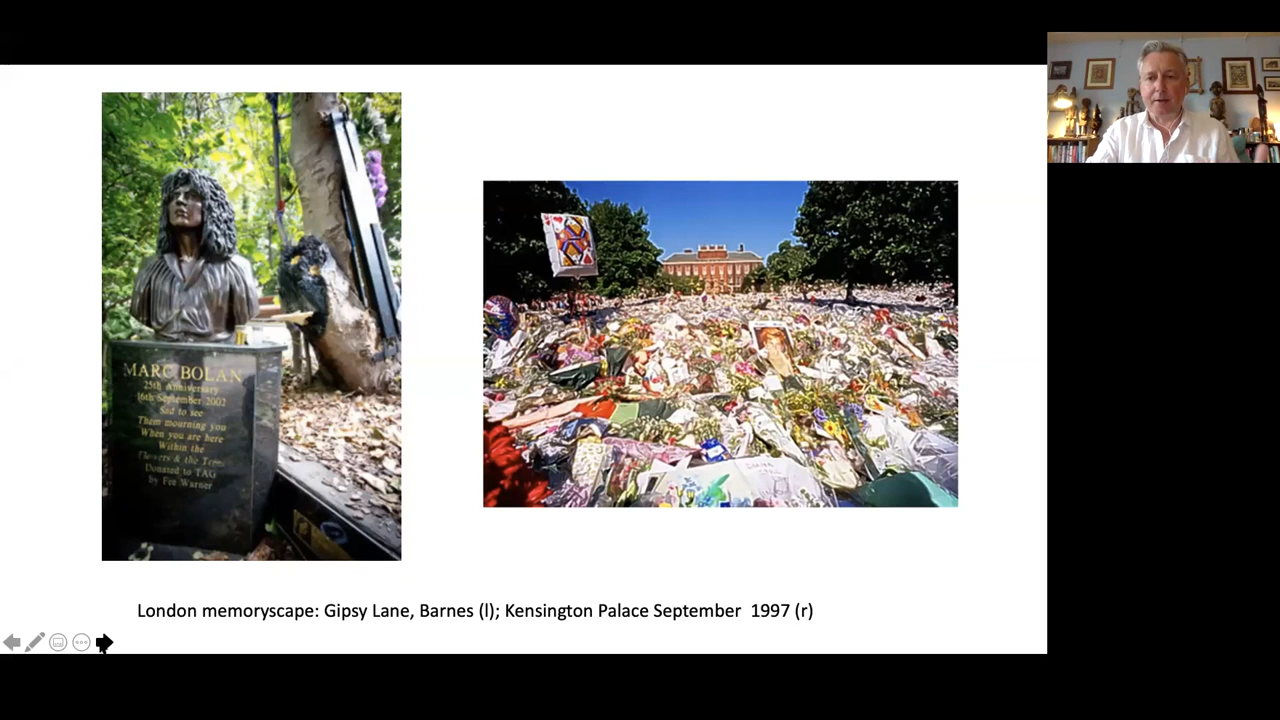 MARC BOLAN
25th Anniversary
16th September 2002
Sad to see
Them mourning you
When you are here
Within the
Flowers & the Trees
Donated to TAG
by Fee Warner
London memoryscape: Gipsy Lane, Barnes (l); Kensington Palace September 1997 (r)